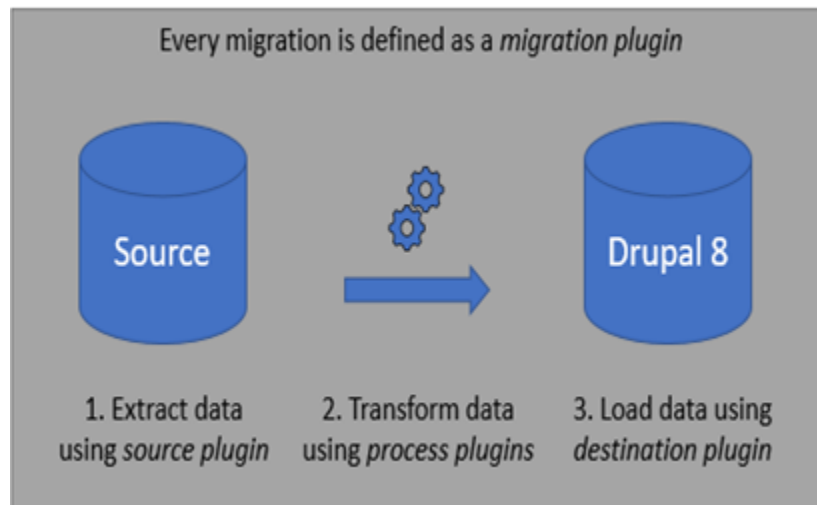 Every migration is defined as a migration plugin
Source
Drupal 8
1. Extract data
using source plugin
2. Transform data
using process plugins
3. Load data using
destination plugin